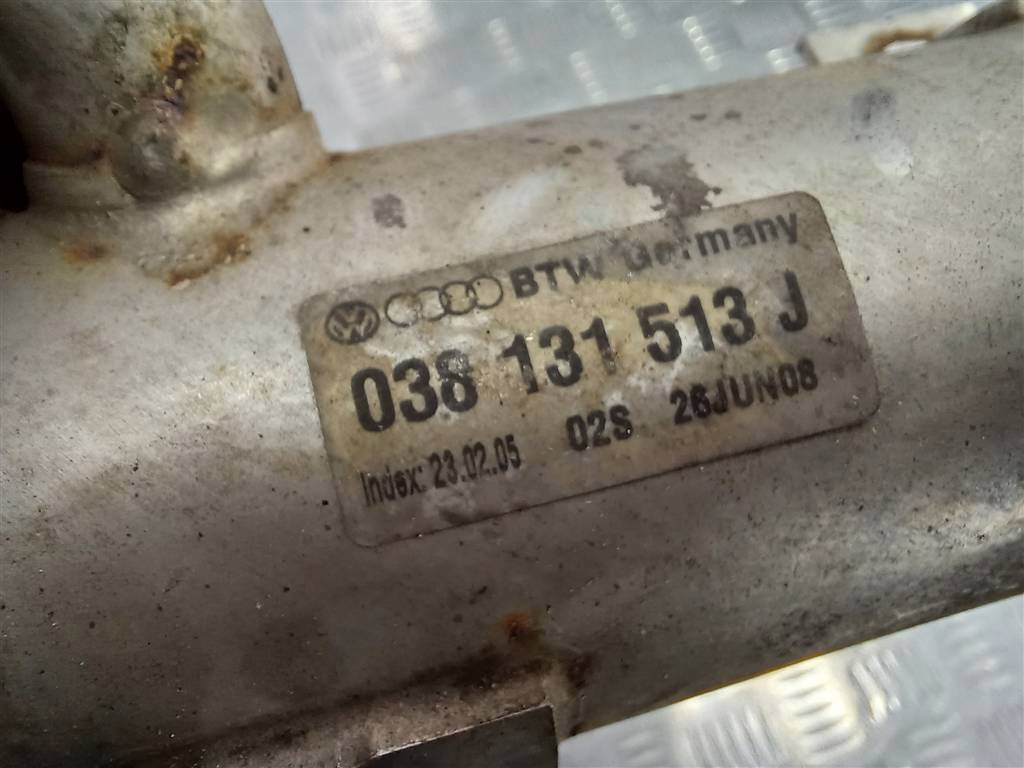 BTW Germany
038 131 513 J
Index: 23.02.05 02S 26JUN08